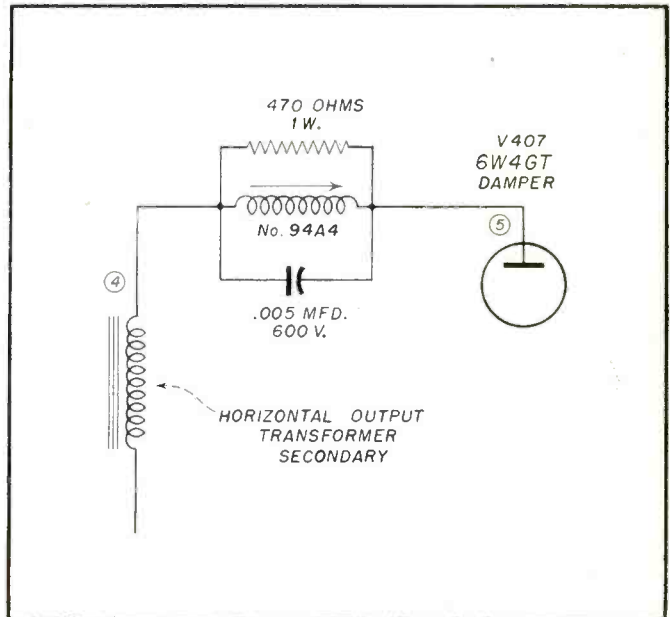 470 OHMS
1 W.
V407
6W4GT
DAMPER
No. 94A4
5
4
.005 MFD.
600 V.
HORIZONTAL OUTPUT
TRANSFORMER
SECONDARY